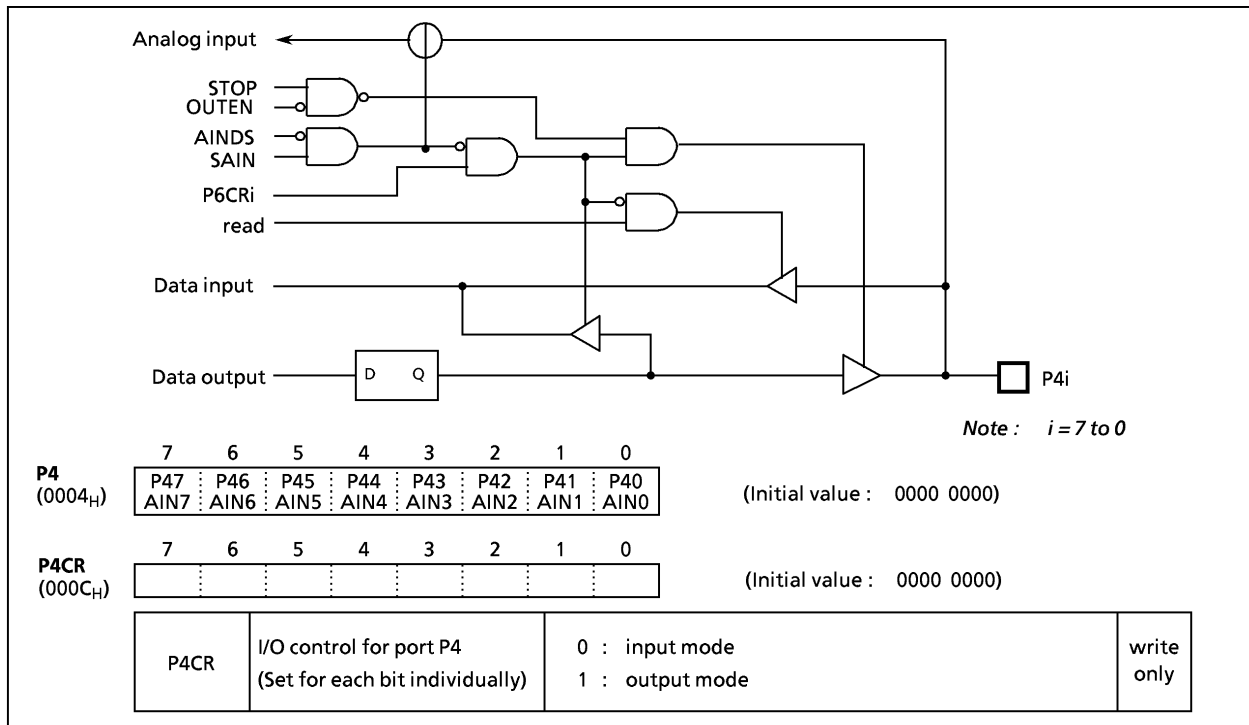 Analog input
STOP
OUTEN
AINDS
SAIN
P6CRi
read
Data input
Data output
D Q
P4i
Note : i = 7 to 0
7 6 5 4 3 2 1 0
P4
(0004H)
P47 P46 P45 P44 P43 P42 P41 P40
AIN7 AIN6 AIN5 AIN4 AIN3 AIN2 AIN1 AIN0
(Initial value : 0000 0000)
7 6 5 4 3 2 1 0
P4CR
(000CH)
(Initial value : 0000 0000)
P4CR
I/O control for port P4
(Set for each bit individually)
0 : input mode
1 : output mode
write
only